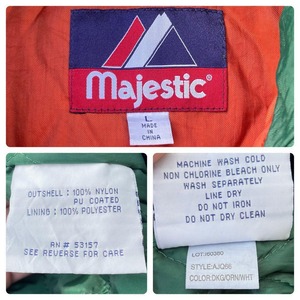 Majestic®
L
MADE
IN
CHINA
OUTSHELL: 100% NYLON
PU COATED
LINING: 100% POLYESTER
RN # 53157
SEE REVERSE FOR CARE
MACHINE WASH COLD
NON CHLORINE BLEACH ONLY
WASH SEPARATELY
LINE DRY
DO NOT IRON
DO NOT DRY CLEAN
STYLE:AJQ66
COLOR:DKG/ORN/WHT